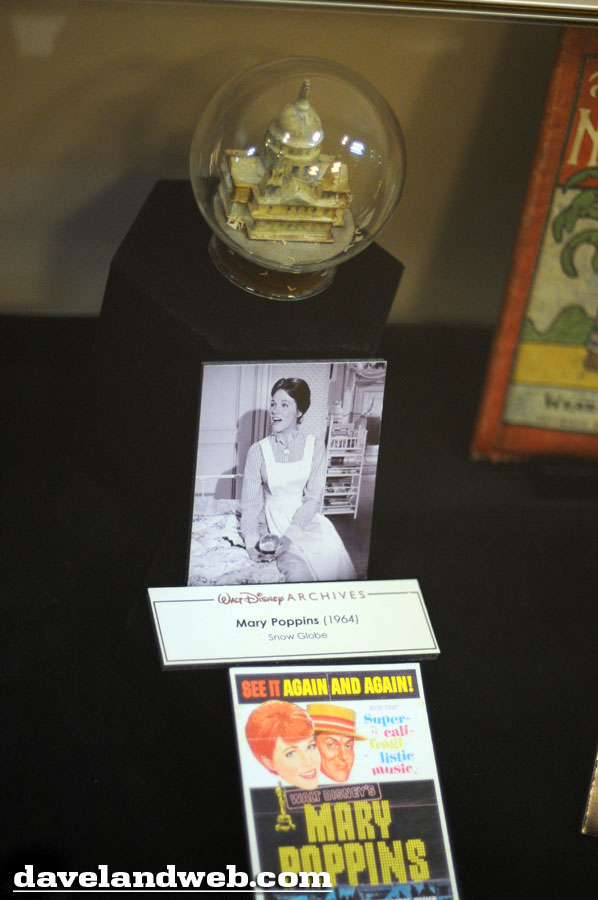 WALT DISNEY ARCHIVES
Mary Poppins (1964)
Snow Globe
SEE IT AGAIN AND AGAIN!
Super-
cali-
fragi-
listic
music
WALT DISNEY'S
MARY
POPPINS
davelandweb.com